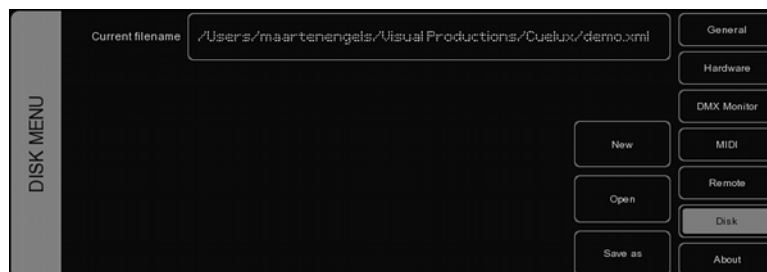 DISK MENU
Current filename
/Users/maartenengels/Visual Productions/Cuelux/demo.xml
New
Open
Save as
General
Hardware
DMX Monitor
MIDI
Remote
Disk
About